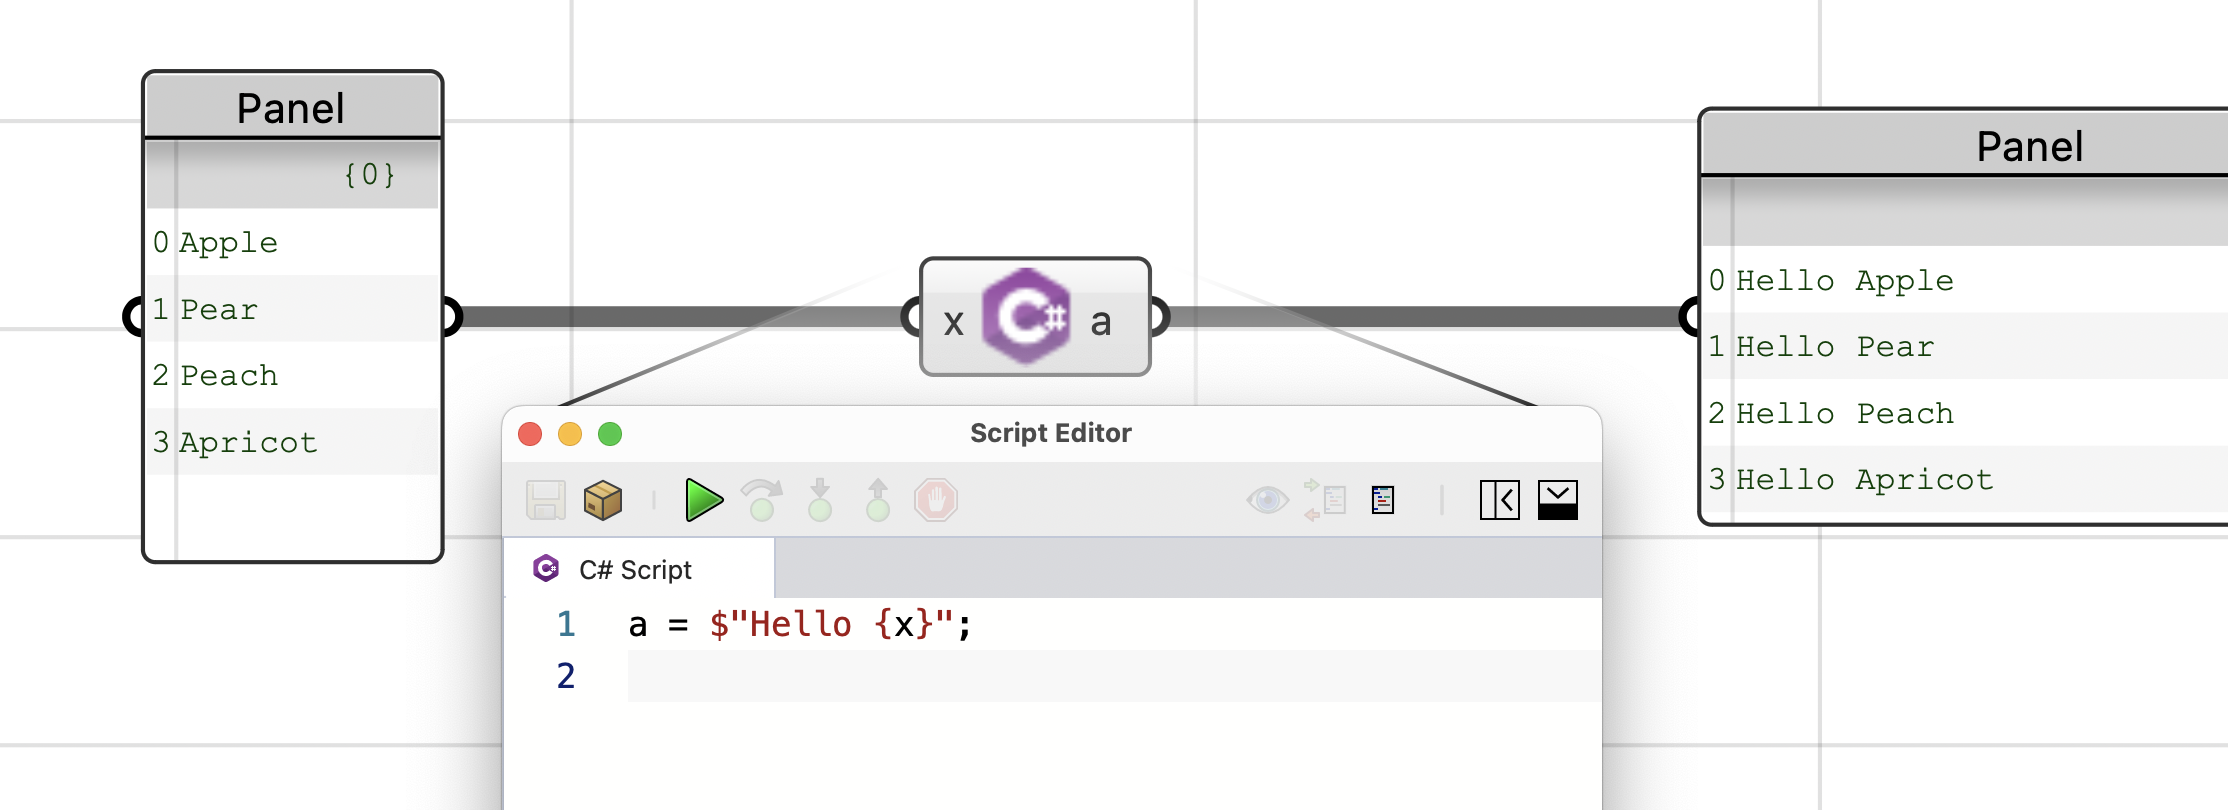 Panel
{0}
0 Apple
1 Pear
2 Peach
3 Apricot
x C# a
Panel
0 Hello Apple
1 Hello Pear
2 Hello Peach
3 Hello Apricot
Script Editor
C# C# Script
1 a = $"Hello {x}";
2